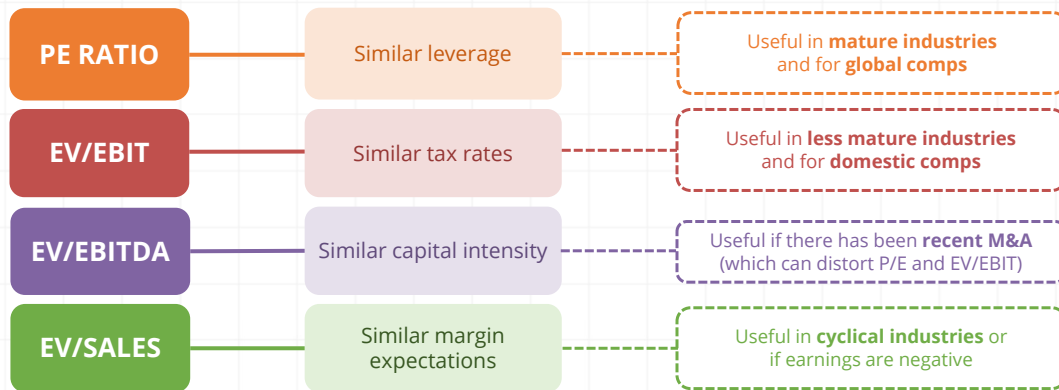 PE RATIO
Similar leverage
Useful in mature industries
and for global comps
EV/EBIT
Similar tax rates
Useful in less mature industries
and for domestic comps
EV/EBITDA
Similar capital intensity
Useful if there has been recent M&A
(which can distort P/E and EV/EBIT)
EV/SALES
Similar margin
expectations
Useful in cyclical industries or
if earnings are negative